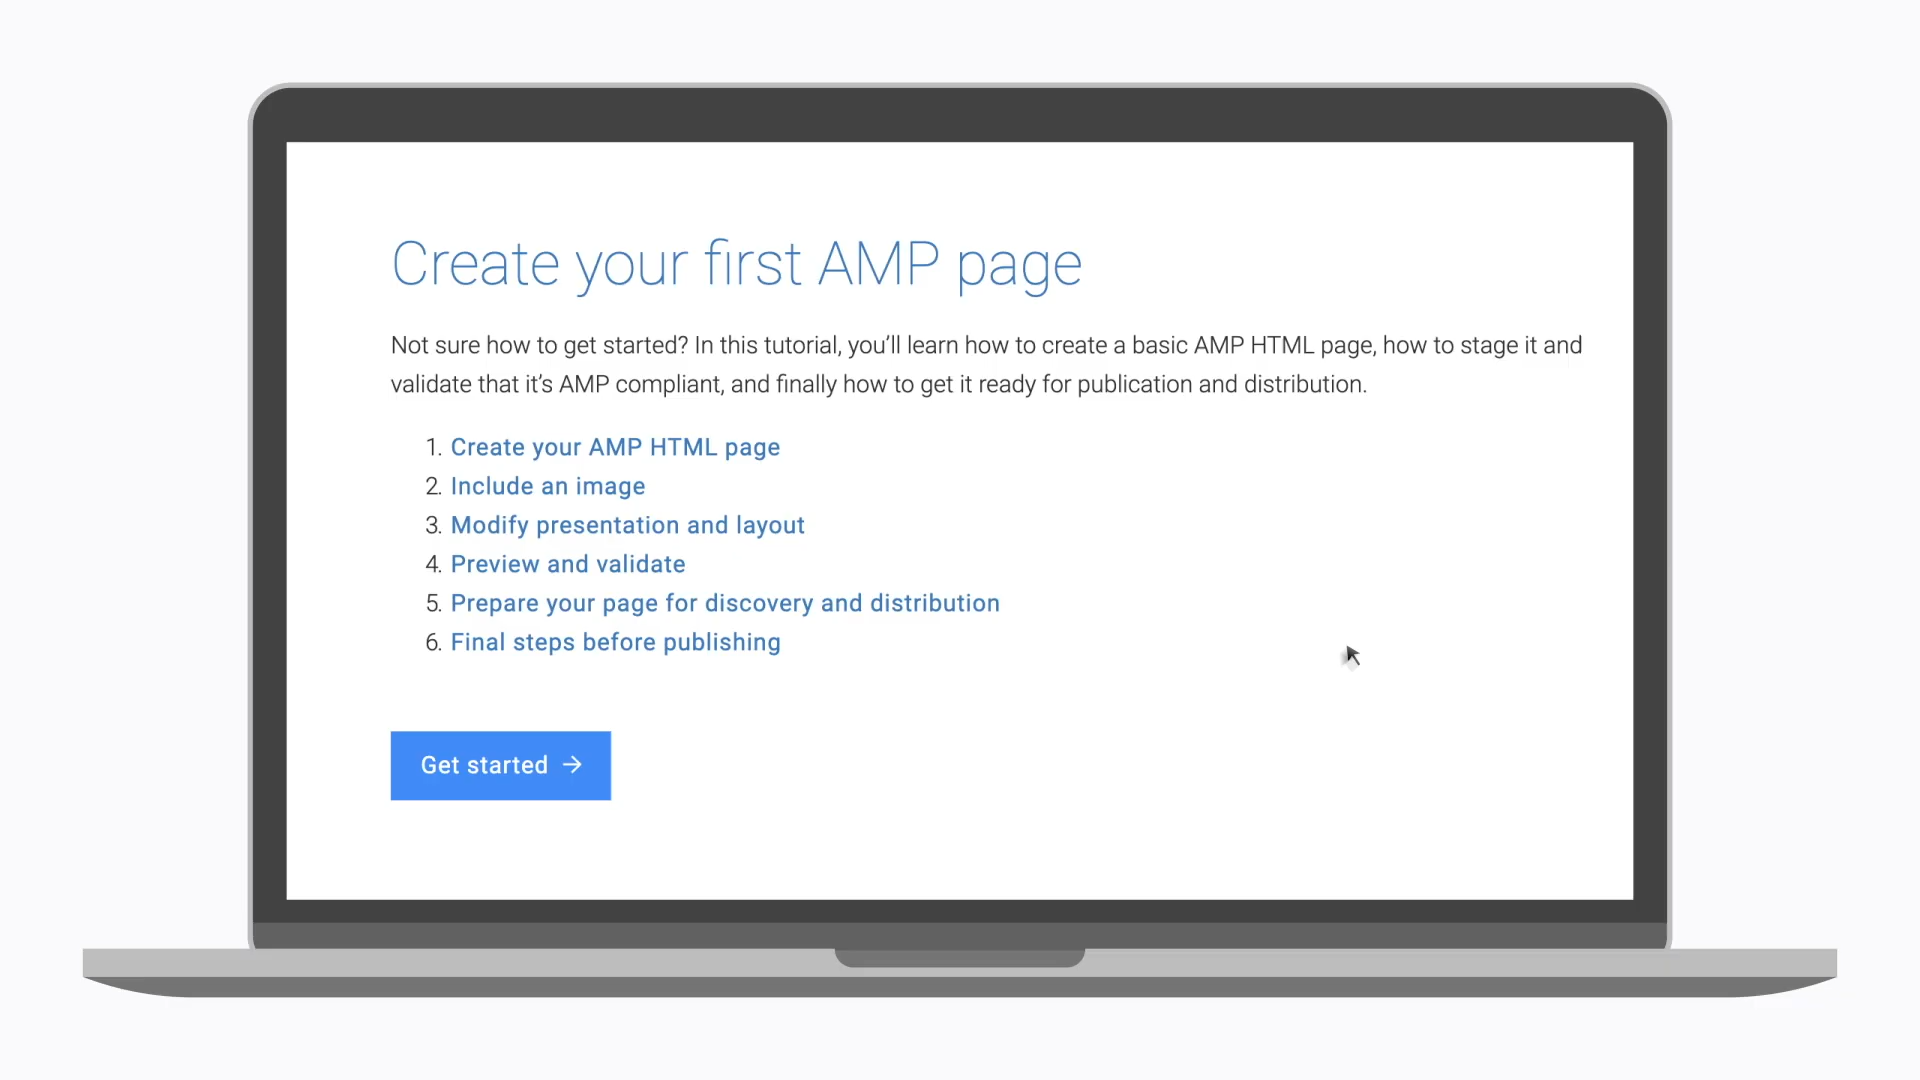 Create your first AMP page
Not sure how to get started? In this tutorial, you’ll learn how to create a basic AMP HTML page, how to stage it and
validate that it’s AMP compliant, and finally how to get it ready for publication and distribution.
1. Create your AMP HTML page
2. Include an image
3. Modify presentation and layout
4. Preview and validate
5. Prepare your page for discovery and distribution
6. Final steps before publishing
Get started →